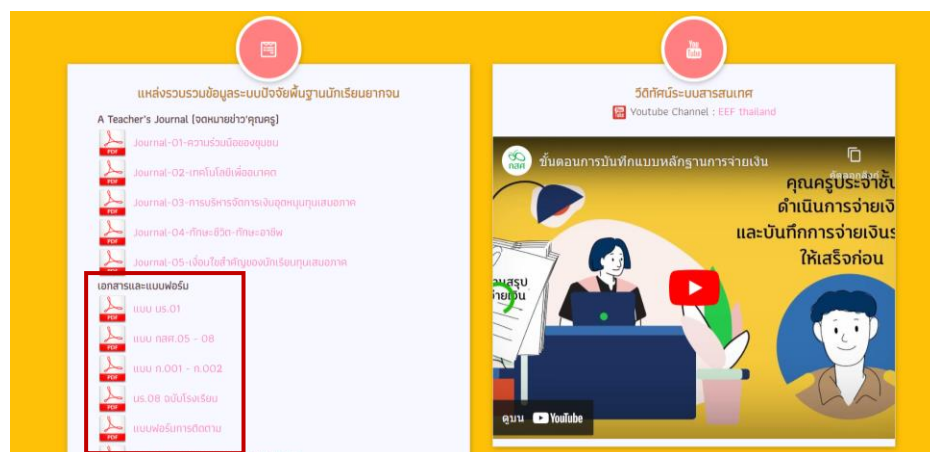 แหล่งรวบรวมข้อมูลระบบปัจจัยพื้นฐานนักเรียนยากจน
A Teacher's Journal (จดหมายข่าวคุณครู)
Journal-01-ความร่วมมือของชุมชน
Journal-02-เทคโนโลยีเพื่ออนาคต
Journal-03-การบริหารจัดการเงินอุดหนุนทุนเสมอภาค
Journal-04-ทักษะชีวิต-ทักษะอาชีพ
Journal-05-เงื่อนไขสำคัญของนักเรียนทุนเสมอภาค
เอกสารและแบบฟอร์ม
แบบ นร.01
แบบ กสศ.05 - 08
แบบ ก.001 - ก.002
นร.08 ฉบับโรงเรียน
แบบฟอร์มการติดตาม
You Tube
วีดิทัศน์ระบบสารสนเทศ
Youtube Channel : EEF thailand
กสศ
ขั้นตอนการบันทึกแบบหลักฐานการจ่ายเงิน
คัดลอกลิงก์
คุณครูประจำชั้น
ดำเนินการจ่ายเงิ
และบันทึกการจ่ายเงินร
ให้เสร็จก่อน
ดูบน YouTube